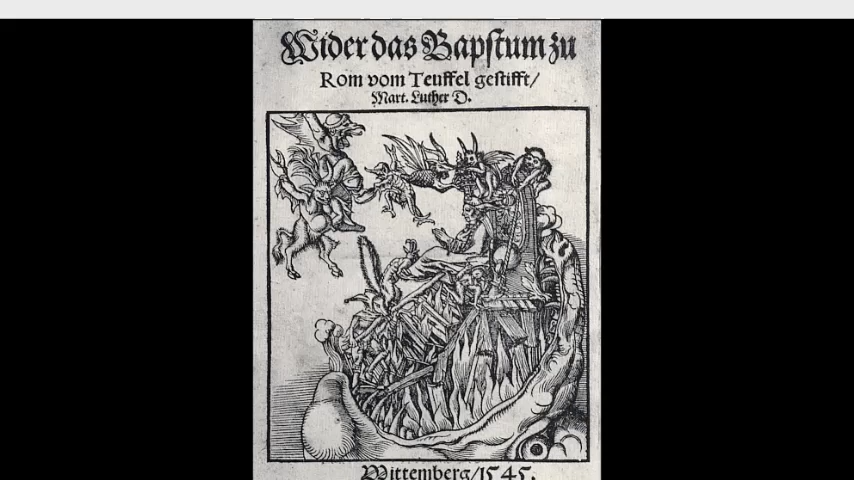 Wider das Bapstum zu
Rom vom Teuffel gestifft/
Mart. Luther D.
Wittemberg/1545.